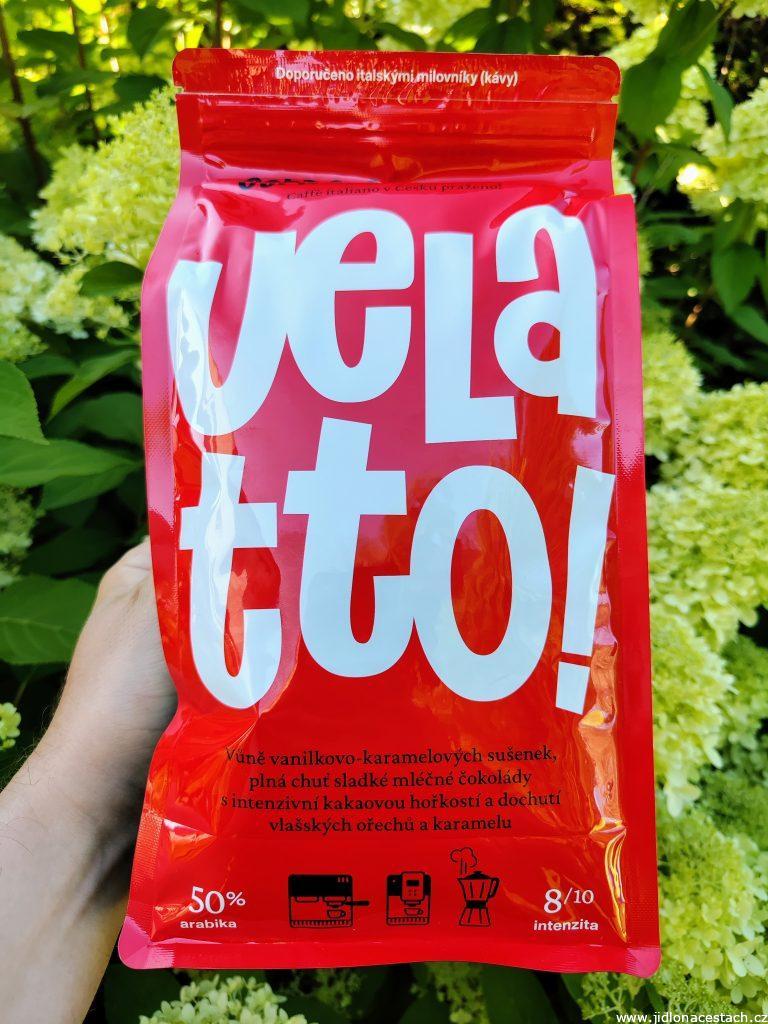 Doporučeno italskými milovníky (kávy)
Caffè italiano v Česku praženo!
vela
tto!
Vůně vanilkovo-karamelových sušenek,
plná chuť sladké mléčné čokolády
s intenzivní kakaovou hořkostí a dochutí
vlašských ořechů a karamelu
50%
arabika
8/10
intenzita
www.jidlonacestach.cz